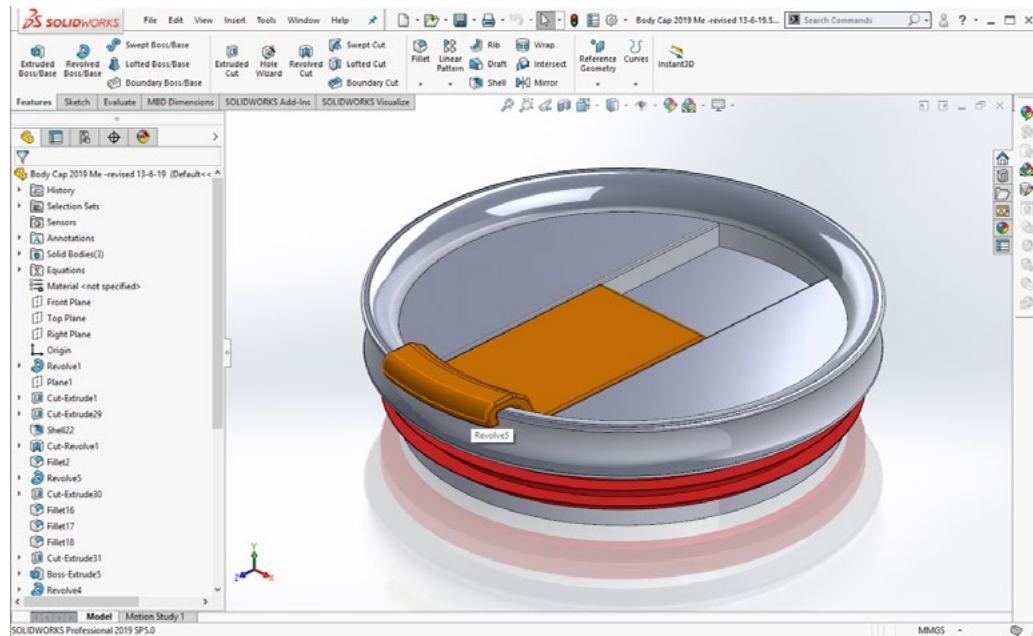 SOLIDWORKS File Edit View Insert Tools Window Help Body Cap 2019 Me -revised 13-6-19.S... Search Commands
Extruded Boss/Base
Revolved Boss/Base
Swept Boss/Base
Lofted Boss/Base
Boundary Boss/Base
Extruded Cut
Hole Wizard
Revolved Cut
Swept Cut
Lofted Cut
Boundary Cut
Fillet
Linear Pattern
Rib
Draft
Shell
Wrap
Intersect
Mirror
Reference Geometry
Curves
Instant3D
Features Sketch Evaluate MBD Dimensions SOLIDWORKS Add-Ins SOLIDWORKS Visualize
Body Cap 2019 Me -revised 13-6-19 (Default<<
History
Selection Sets
Sensors
Annotations
Solid Bodies(3)
Equations
Material <not specified>
Front Plane
Top Plane
Right Plane
Origin
Revolve1
Plane1
Cut-Extrude1
Cut-Extrude29
Shell22
Cut-Revolve1
Fillet2
Revolve5
Cut-Extrude30
Fillet16
Fillet17
Fillet18
Cut-Extrude31
Boss-Extrude5
Revolve4
Revolve5
Y
Z
X
Model Motion Study 1
SOLIDWORKS Professional 2019 SP5.0 MMGS